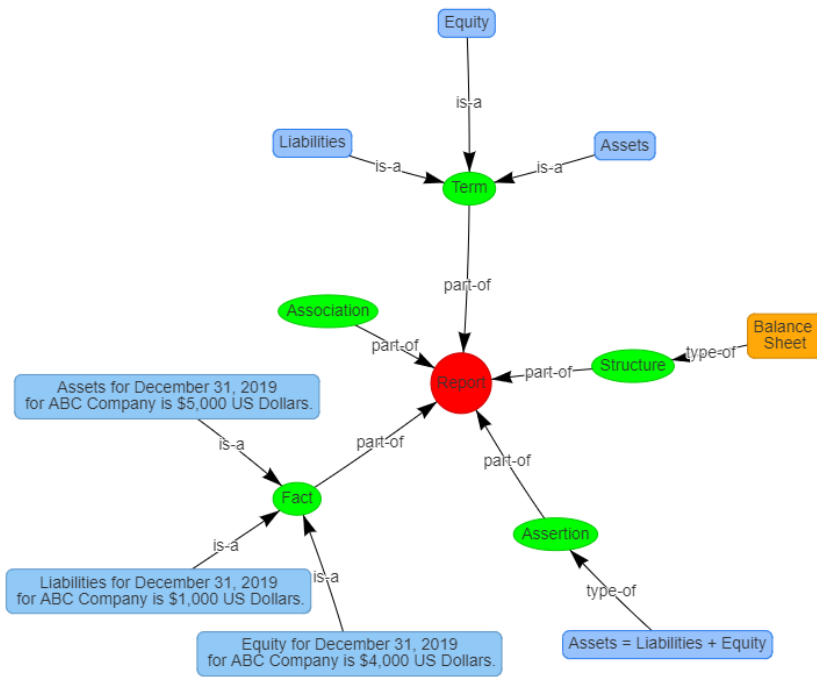 Equity
is-a
Liabilities
Assets
is-a
is-a
Term
part-of
Association
Balance
Sheet
part-of
type-of
Structure
part-of
Report
Assets for December 31, 2019
for ABC Company is $5,000 US Dollars.
is-a
part-of
part-of
Fact
Assertion
is-a
Liabilities for December 31, 2019
for ABC Company is $1,000 US Dollars.
is-a
type-of
Equity for December 31, 2019
for ABC Company is $4,000 US Dollars.
Assets = Liabilities + Equity